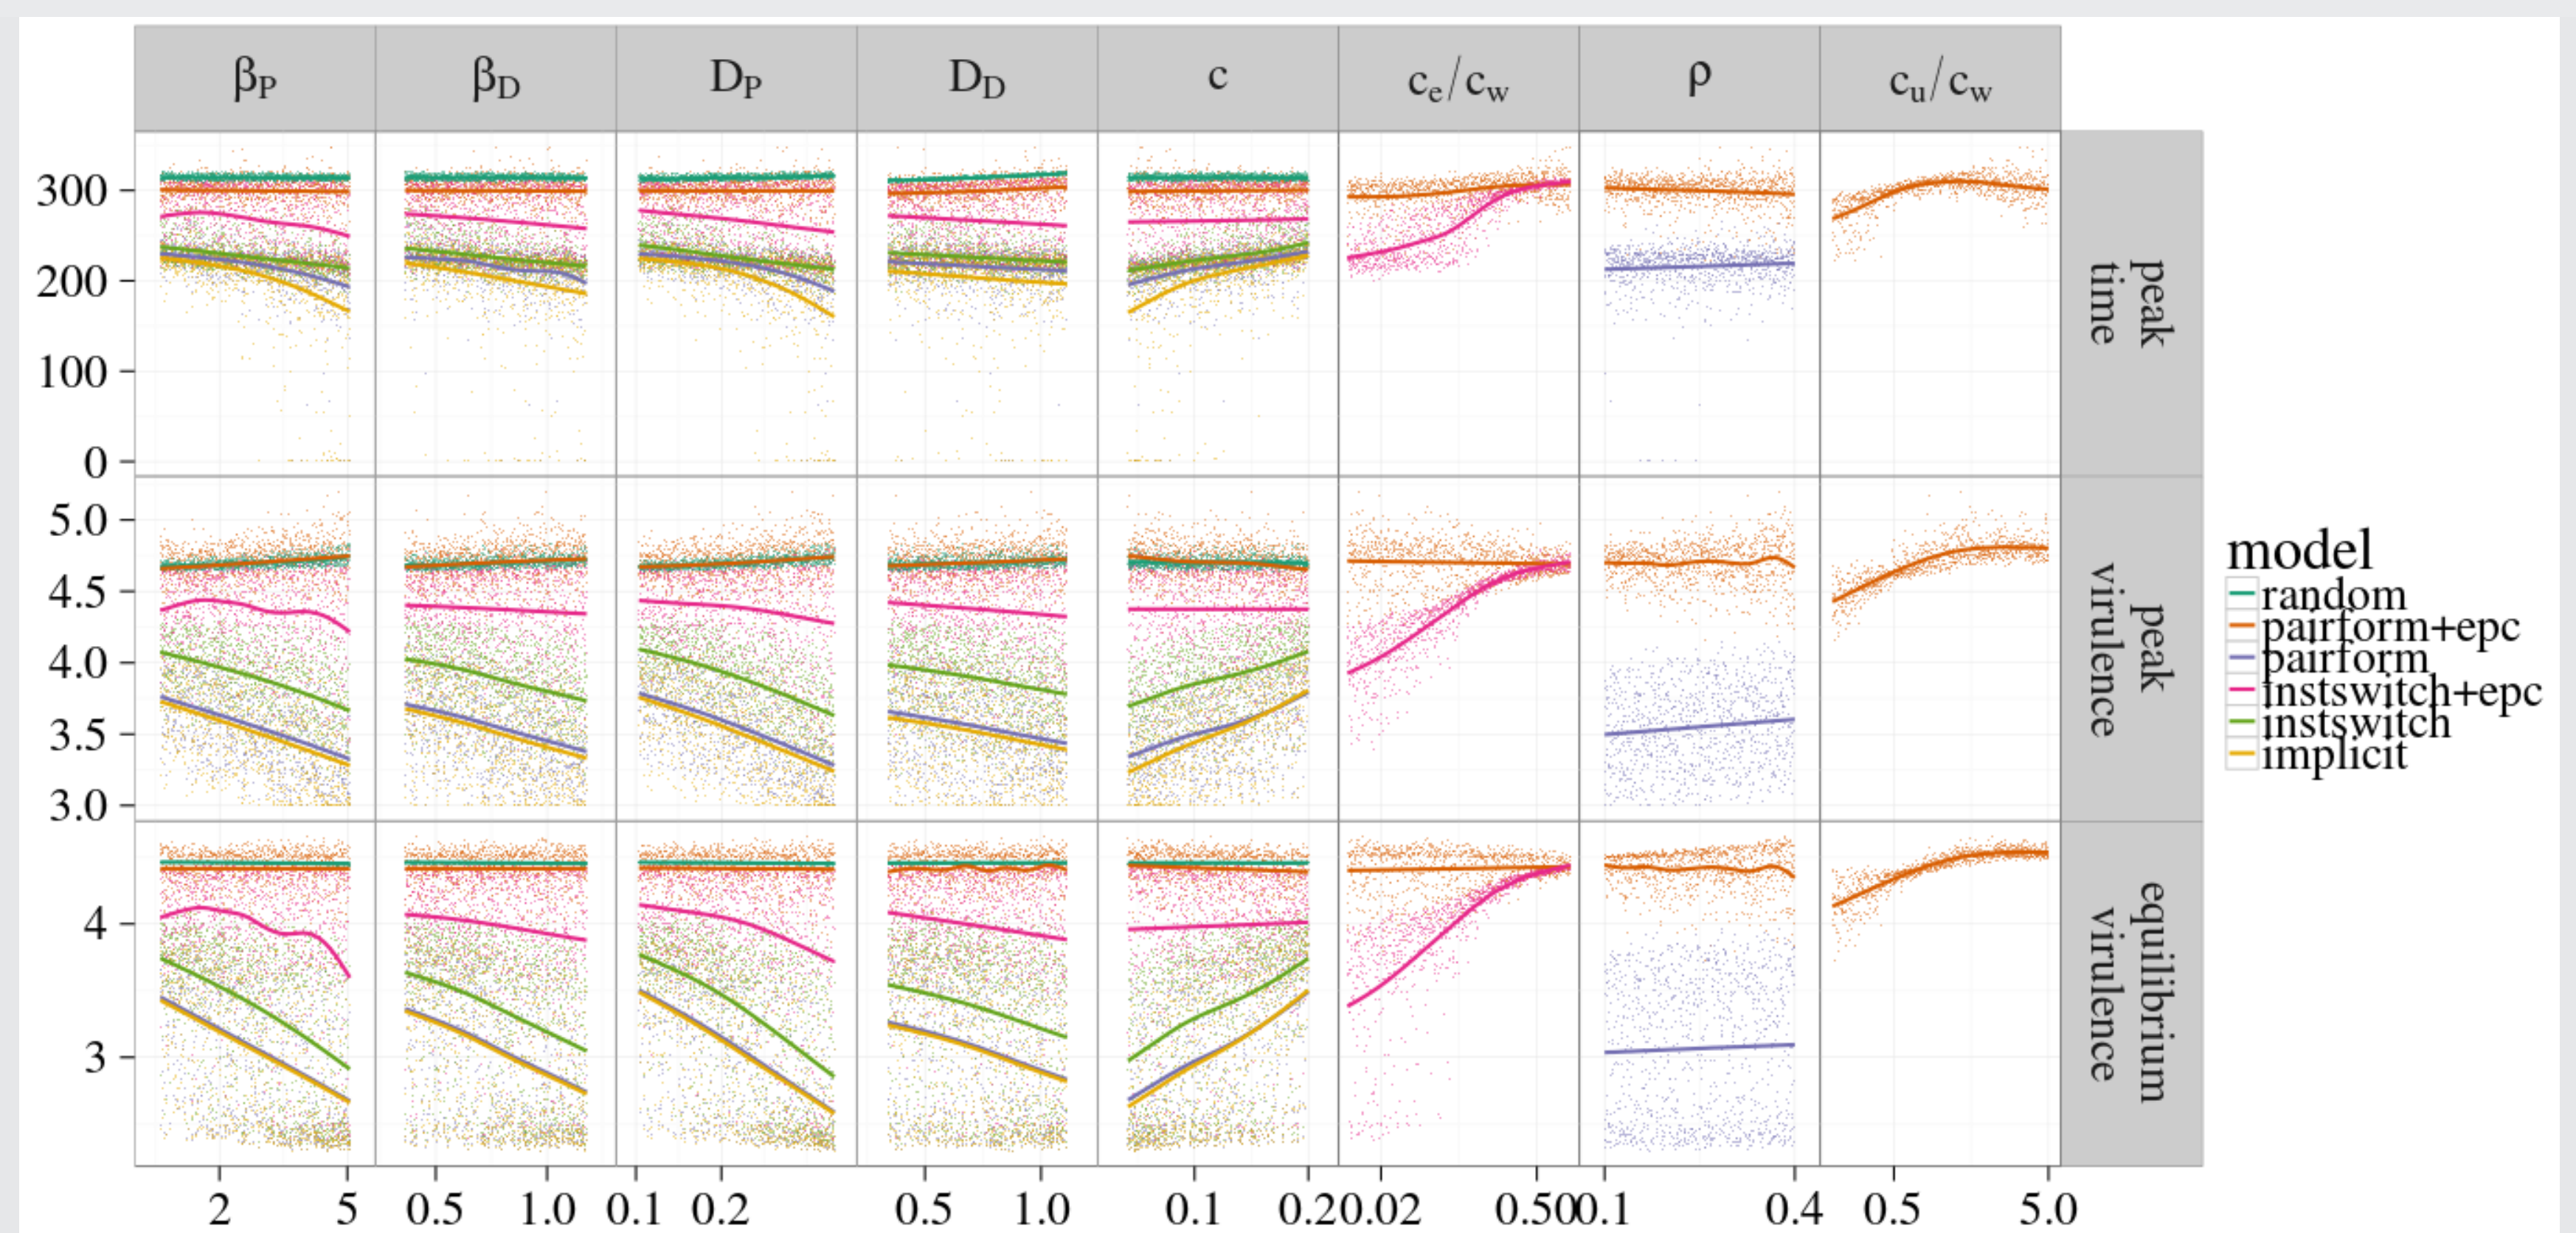 βP βD DP DD c ce/cw ρ cu/cw
300
200
100
0
peak time
5.0
4.5
4.0
3.5
3.0
peak virulence
4
3
equilibrium virulence
2 5 0.5 1.0 0.1 0.2 0.5 1.0 0.1 0.2 0.02 0.50 0.1 0.4 0.5 5.0
model
random
pairform+epc
pairform
instswitch+epc
instswitch
implicit